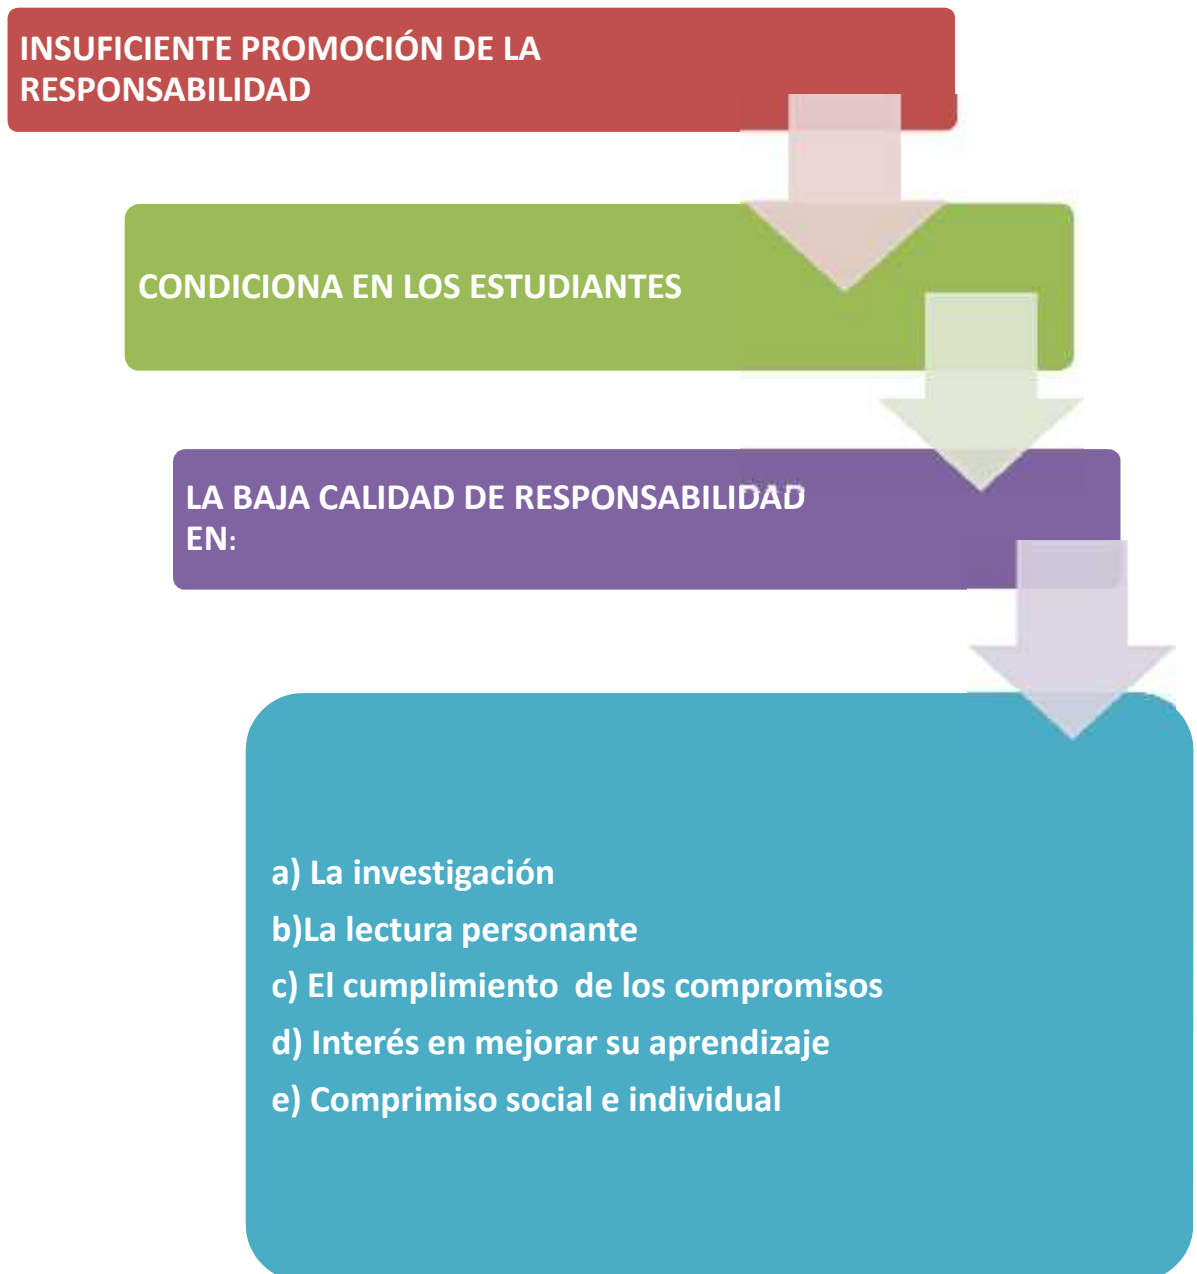 INSUFICIENTE PROMOCIÓN DE LA
RESPONSABILIDAD
CONDICIONA EN LOS ESTUDIANTES
LA BAJA CALIDAD DE RESPONSABILIDAD
EN:
a) La investigación
b)La lectura personante
c) El cumplimiento  de los compromisos
d) Interés en mejorar su aprendizaje
e) Comprimiso social e individual